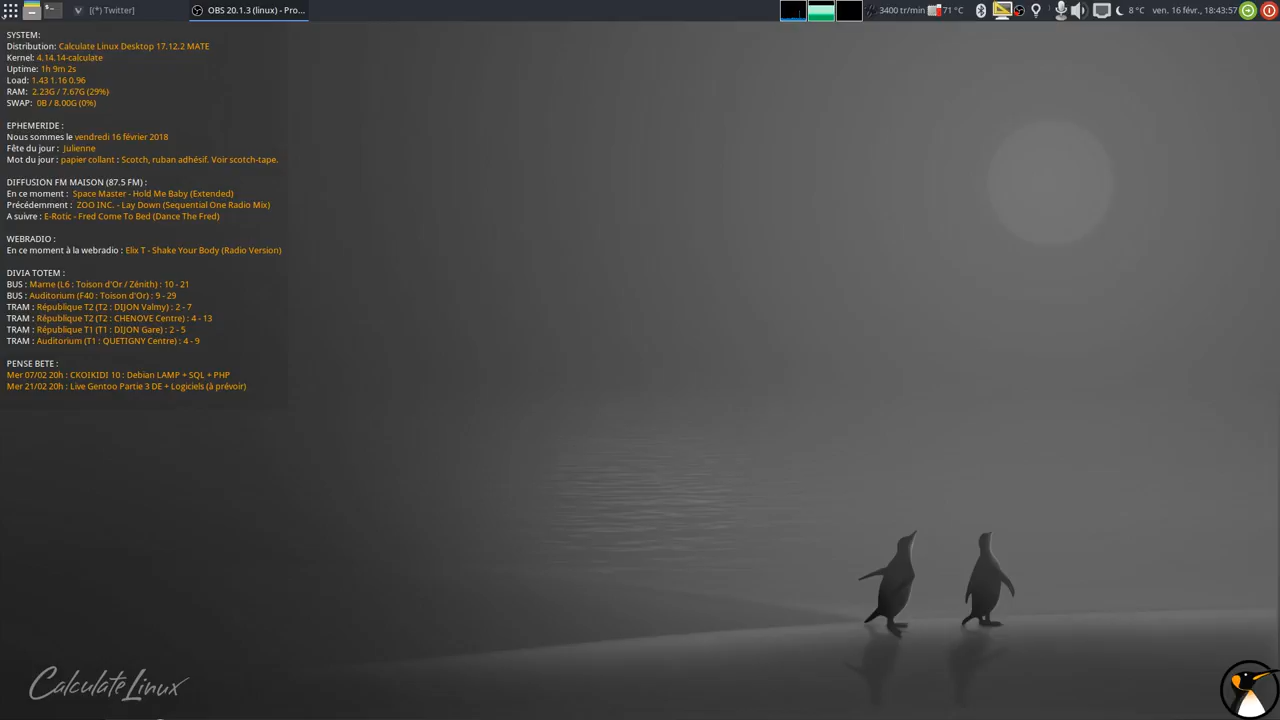 [(*) Twitter]
OBS 20.1.3 (linux) - Pro...
3400 tr/min
71 °C
8 °C
ven. 16 févr., 18:43:57
SYSTEM:
Distribution: Calculate Linux Desktop 17.12.2 MATE
Kernel: 4.14.14-calculate
Uptime: 1h 9m 2s
Load: 1.43 1.16 0.96
RAM: 2.23G / 7.67G (29%)
SWAP: 0B / 8.00G (0%)
EPHEMERIDE :
Nous sommes le vendredi 16 février 2018
Fête du jour : Julienne
Mot du jour : papier collant : Scotch, ruban adhésif. Voir scotch-tape.
DIFFUSION FM MAISON (87.5 FM) :
En ce moment : Space Master - Hold Me Baby (Extended)
Précédemment : ZOO INC. - Lay Down (Sequential One Radio Mix)
A suivre : E-Rotic - Fred Come To Bed (Dance The Fred)
WEBRADIO :
En ce moment à la webradio : Elix T - Shake Your Body (Radio Version)
DIVIA TOTEM :
BUS : Marne (L6 : Toison d'Or / Zénith) : 10 - 21
BUS : Auditorium (F40 : Toison d'Or) : 9 - 29
TRAM : République T2 (T2 : DIJON Valmy) : 2 - 7
TRAM : République T2 (T2 : CHENOVE Centre) : 4 - 13
TRAM : République T1 (T1 : DIJON Gare) : 2 - 5
TRAM : Auditorium (T1 : QUETIGNY Centre) : 4 - 9
PENSE BETE :
Mer 07/02 20h : CKOIKIDI 10 : Debian LAMP + SQL + PHP
Mer 21/02 20h : Live Gentoo Partie 3 DE + Logiciels (à prévoir)
Calculate Linux